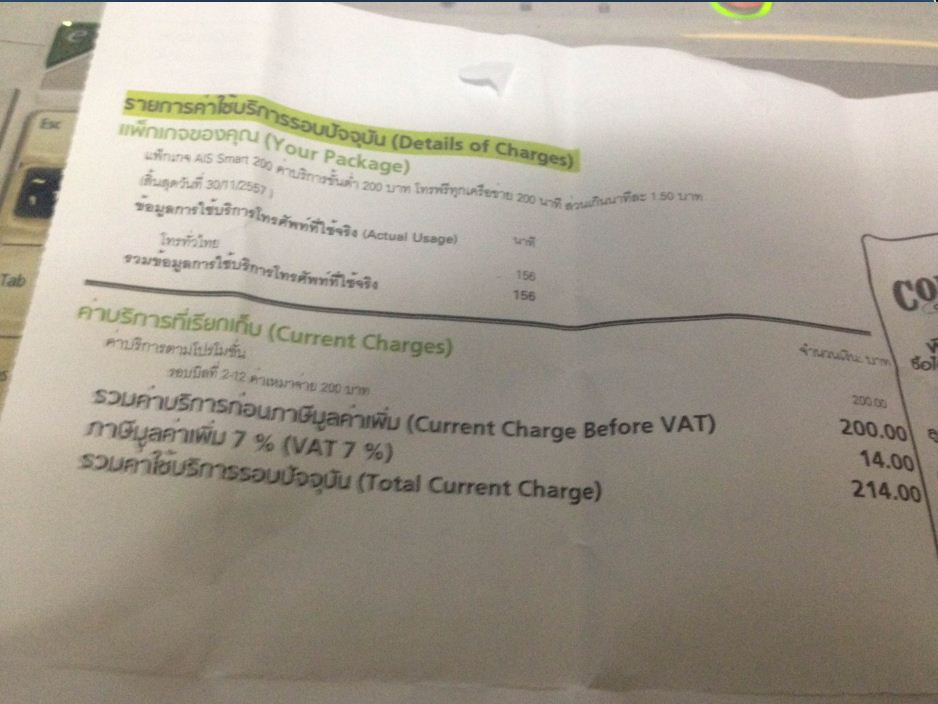 Esc
Tab
รายการค่าใช้บริการรอบปัจจุบัน (Details of Charges)
แพ็กเกจของคุณ (Your Package)
แพ็กเกจ AIS Smart 200 ค่าบริการขั้นต่ำ 200 บาท โทรฟรีทุกเครือข่าย 200 นาที ส่วนเกินนาทีละ 1.50 บาท
(สิ้นสุดวันที่ 30/11/2557 )
ข้อมูลการใช้บริการโทรศัพท์ที่ใช้จริง (Actual Usage) นาที
โทรทั่วไทย 156
รวมข้อมูลการใช้บริการโทรศัพท์ที่ใช้จริง 156
ค่าบริการที่เรียกเก็บ (Current Charges) จำนวนเงิน: บาท
ค่าบริการตามโปรโมชั่น
รอบบิลที่ 2-12 ค่าเหมาจ่าย 200 บาท 200.00
รวมค่าบริการก่อนภาษีมูลค่าเพิ่ม (Current Charge Before VAT) 200.00
ภาษีมูลค่าเพิ่ม 7 % (VAT 7 %) 14.00
รวมค่าใช้บริการรอบปัจจุบัน (Total Current Charge) 214.00